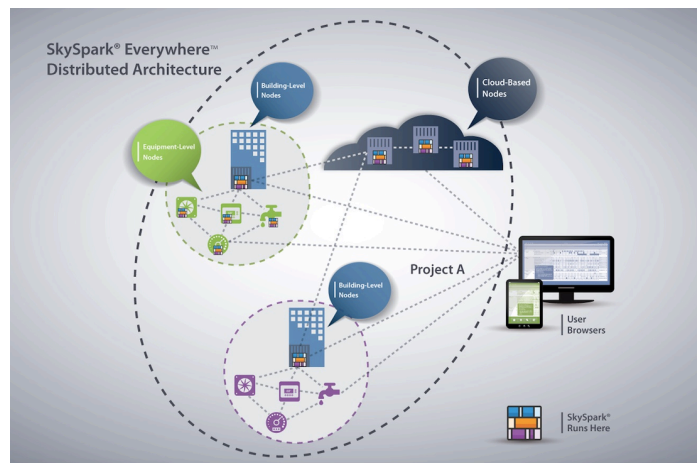 SkySpark® Everywhere™
Distributed Architecture
Building-Level
Nodes
Cloud-Based
Nodes
Equipment-Level
Nodes
Project A
Building-Level
Nodes
User
Browsers
SkySpark®
Runs Here